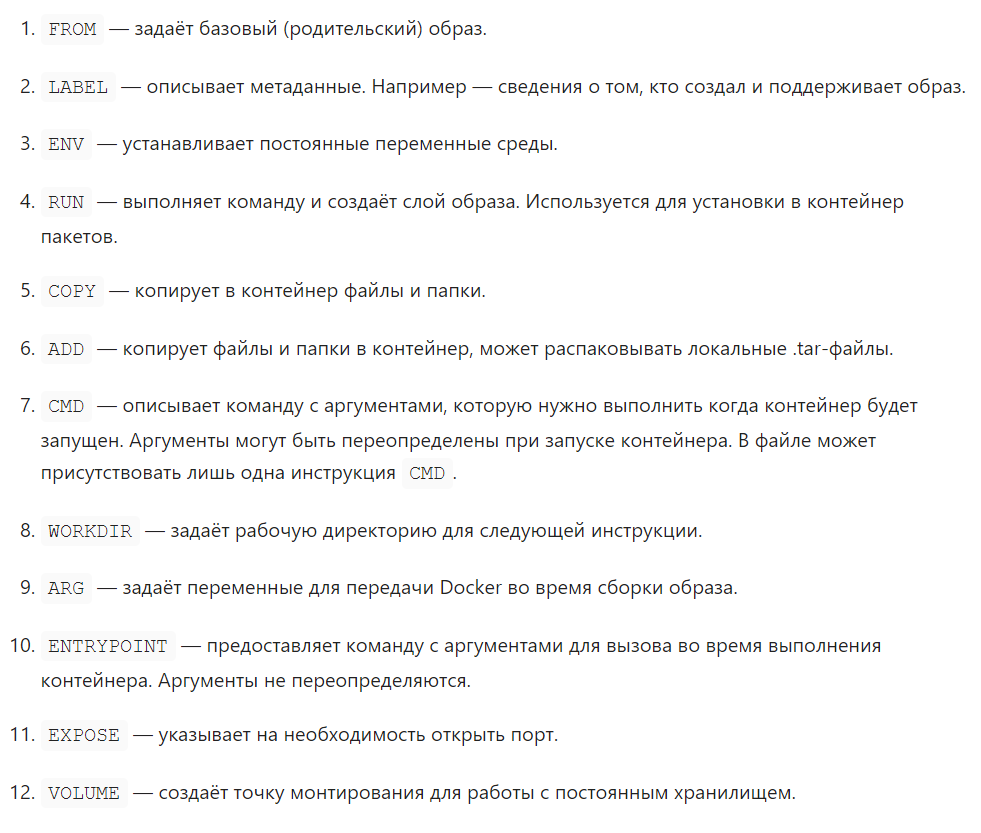 1. FROM — задаёт базовый (родительский) образ.
2. LABEL — описывает метаданные. Например — сведения о том, кто создал и поддерживает образ.
3. ENV — устанавливает постоянные переменные среды.
4. RUN — выполняет команду и создаёт слой образа. Используется для установки в контейнер
пакетов.
5. COPY — копирует в контейнер файлы и папки.
6. ADD — копирует файлы и папки в контейнер, может распаковывать локальные .tar-файлы.
7. CMD — описывает команду с аргументами, которую нужно выполнить когда контейнер будет
запущен. Аргументы могут быть переопределены при запуске контейнера. В файле может
присутствовать лишь одна инструкция CMD.
8. WORKDIR — задаёт рабочую директорию для следующей инструкции.
9. ARG — задаёт переменные для передачи Docker во время сборки образа.
10. ENTRYPOINT — предоставляет команду с аргументами для вызова во время выполнения
контейнера. Аргументы не переопределяются.
11. EXPOSE — указывает на необходимость открыть порт.
12. VOLUME — создаёт точку монтирования для работы с постоянным хранилищем.